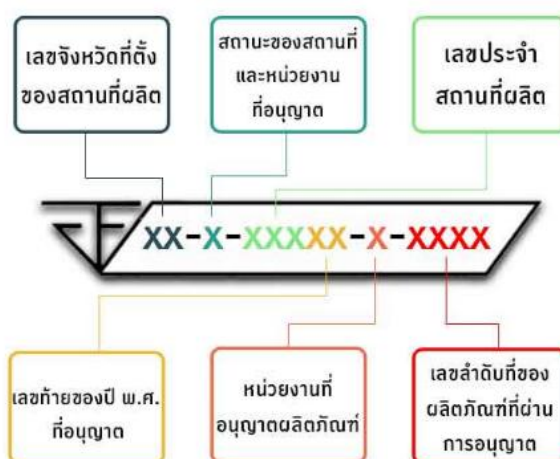 เลขจังหวัดที่ตั้ง
ของสถานที่ผลิต
สถานะของสถานที่
และหน่วยงาน
ที่อนุญาต
เลขประจำ
สถานที่ผลิต
XX-X-XXXXX-X-XXXX
เลขท้ายของปี พ.ศ.
ที่อนุญาต
หน่วยงานที่
อนุญาตผลิตภัณฑ์
เลขลำดับที่ของ
ผลิตภัณฑ์ที่ผ่าน
การอนุญาต